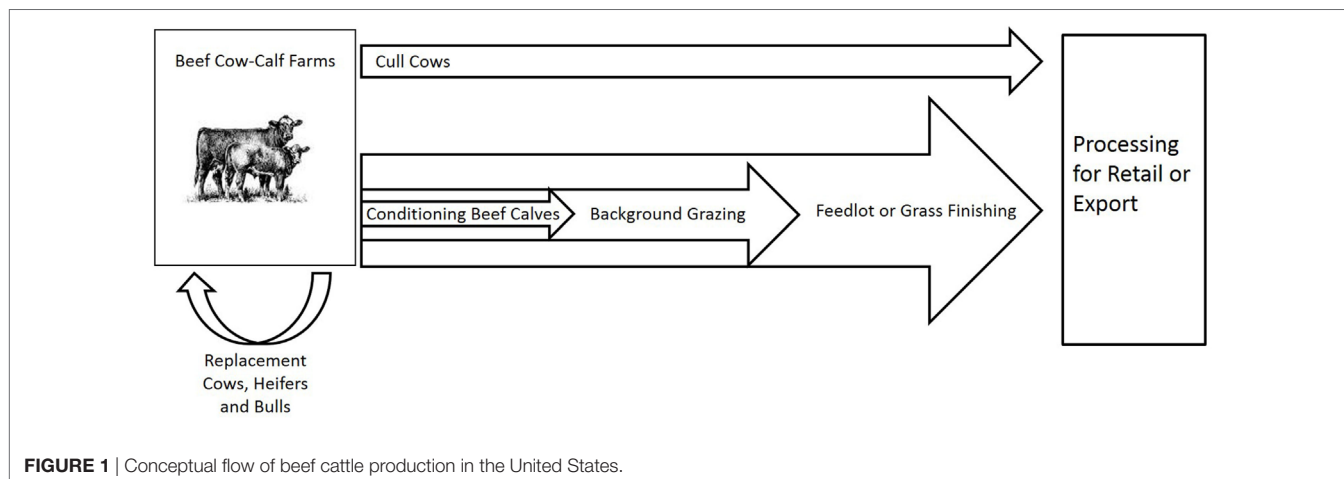 Beef Cow-Calf Farms
Cull Cows
Conditioning Beef Calves
Background Grazing
Feedlot or Grass Finishing
Processing
for Retail or
Export
Replacement
Cows, Heifers
and Bulls
FIGURE 1 | Conceptual flow of beef cattle production in the United States.